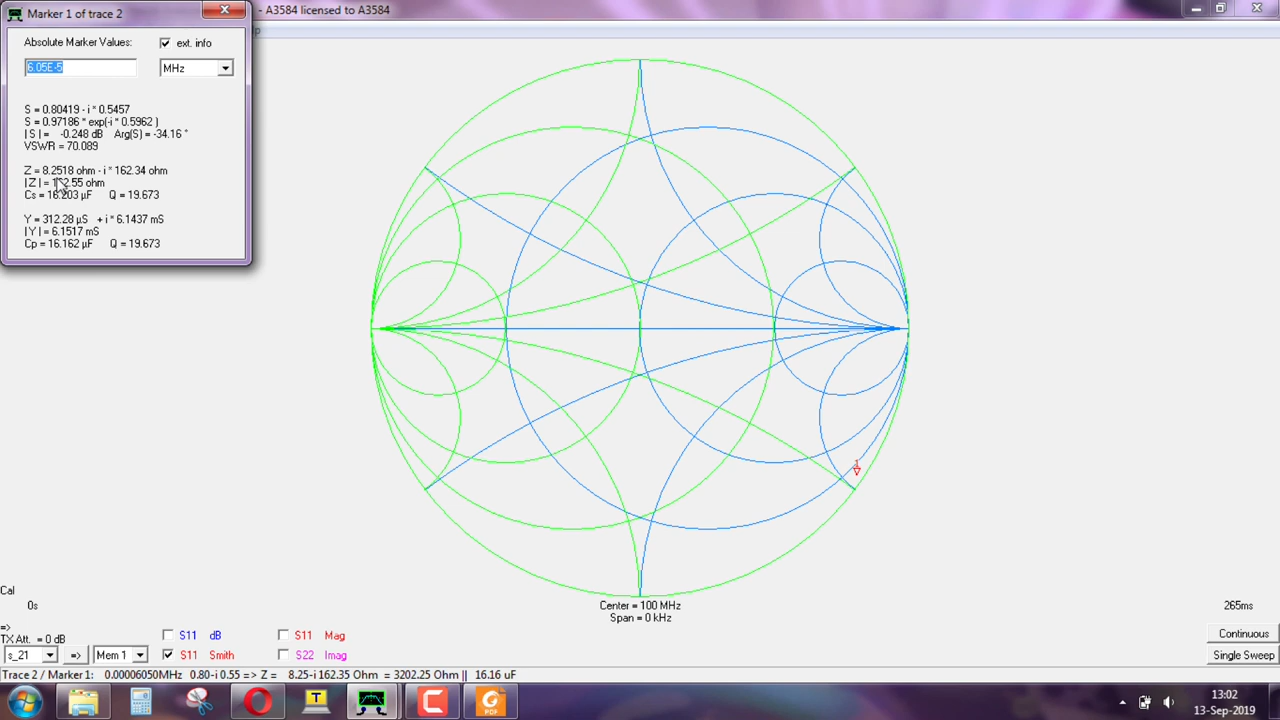 Marker 1 of trace 2
- A3584 licensed to A3584
Absolute Marker Values:
ext. info
6.05E-5
MHz
S = 0.80419 - i * 0.5457
S = 0.97186 * exp(-i * 0.5962 )
|S| = -0.248 dB Arg(S) = -34.16 °
VSWR = 70.089
Z = 8.2518 ohm - i * 162.34 ohm
|Z| = 162.55 ohm
Cs = 16.203 µF Q = 19.673
Y = 312.28 µS + i * 6.1437 mS
|Y| = 6.1517 mS
Cp = 16.162 µF Q = 19.673
1
Cal
0s
Center = 100 MHz
Span = 0 kHz
265ms
=>
TX Att. = 0 dB
S11 dB
S11 Mag
Continuous
s_21
=>
Mem 1
S11 Smith
S22 Imag
Single Sweep
Trace 2 / Marker 1: 0.00006050MHz 0.80-i 0.55 => Z = 8.25-i 162.35 Ohm = 3202.25 Ohm || 16.16 uF
T
C
PDF
13:02
13-Sep-2019